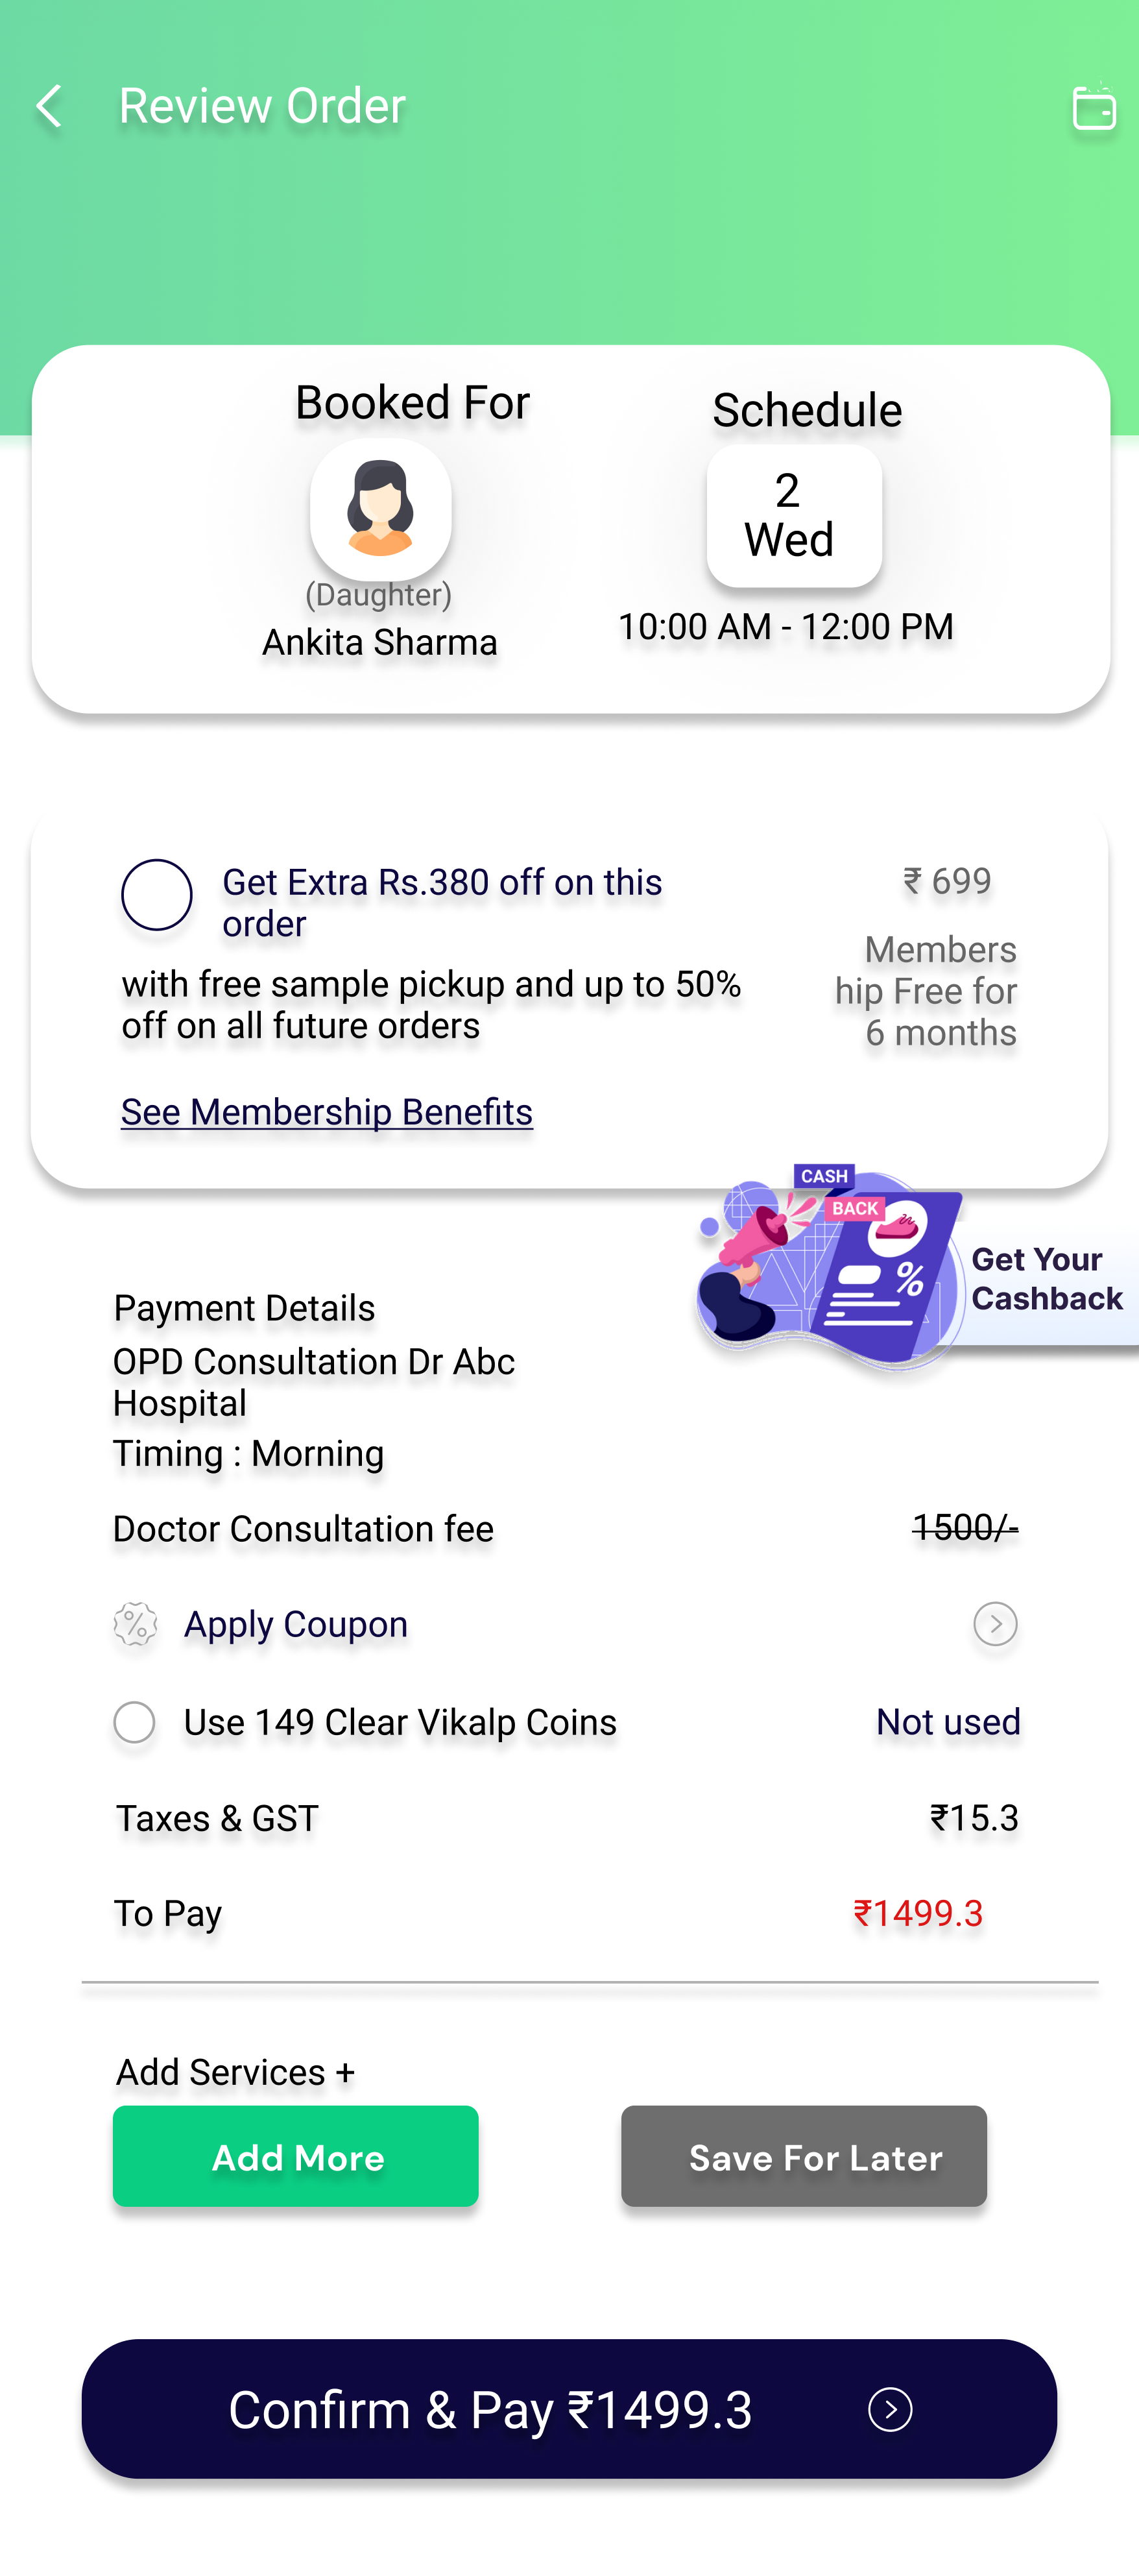 Review Order
Booked For
Schedule
2
Wed
(Daughter)
Ankita Sharma
10:00 AM - 12:00 PM
Get Extra Rs.380 off on this
order
₹ 699
with free sample pickup and up to 50%
off on all future orders
Members
hip Free for
6 months
See Membership Benefits
CASH
BACK
%
Get Your
Cashback
Payment Details
OPD Consultation Dr Abc
Hospital
Timing : Morning
Doctor Consultation fee
1500/-
Apply Coupon
Use 149 Clear Vikalp Coins
Not used
Taxes & GST
₹15.3
To Pay
₹1499.3
Add Services +
Add More
Save For Later
Confirm & Pay ₹1499.3